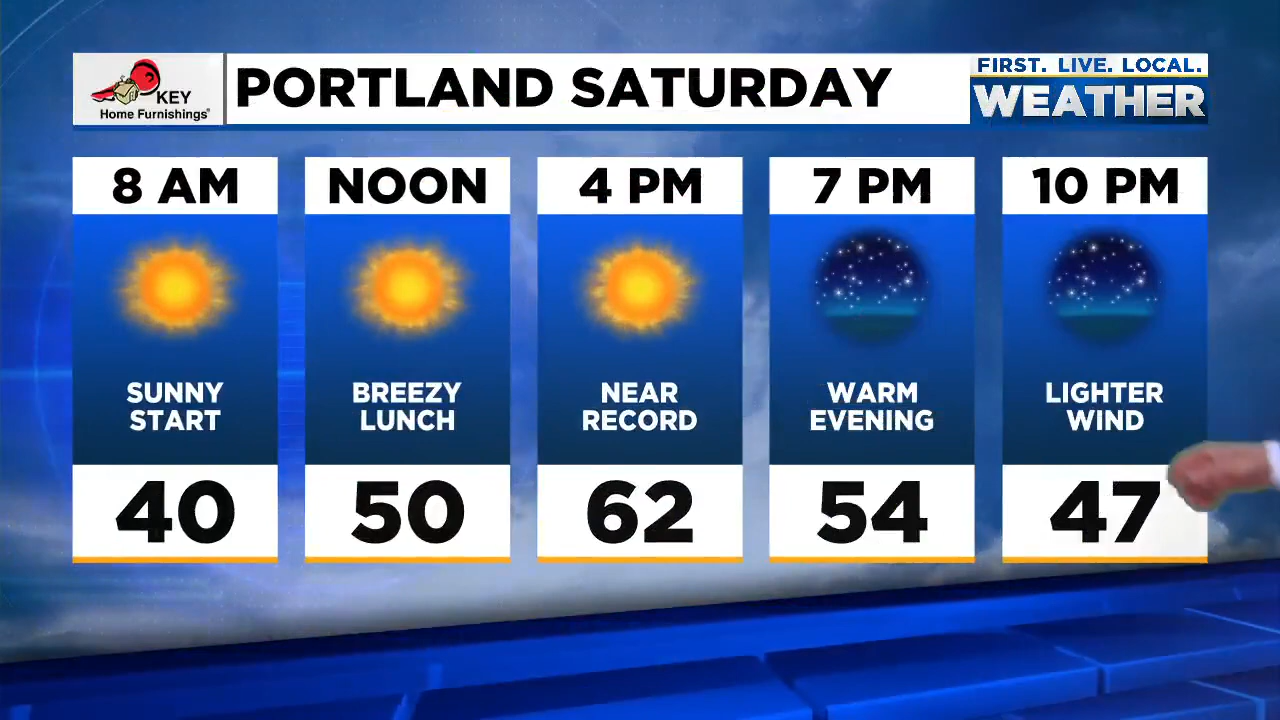 KEY
Home Furnishings®
PORTLAND SATURDAY
FIRST. LIVE. LOCAL.
WEATHER
8 AM
SUNNY
START
40
NOON
BREEZY
LUNCH
50
4 PM
NEAR
RECORD
62
7 PM
WARM
EVENING
54
10 PM
LIGHTER
WIND
47